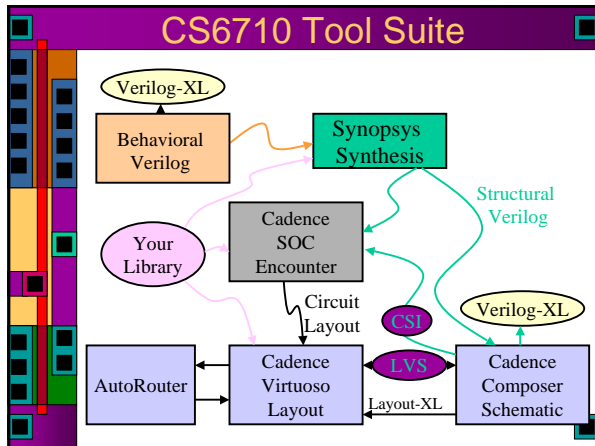 CS6710 Tool Suite
Verilog-XL
Behavioral
Verilog
Synopsys
Synthesis
Structural
Verilog
Your
Library
Cadence
SOC
Encounter
Circuit
Layout
CSI
Verilog-XL
AutoRouter
Cadence
Virtuoso
Layout
LVS
Layout-XL
Cadence
Composer
Schematic